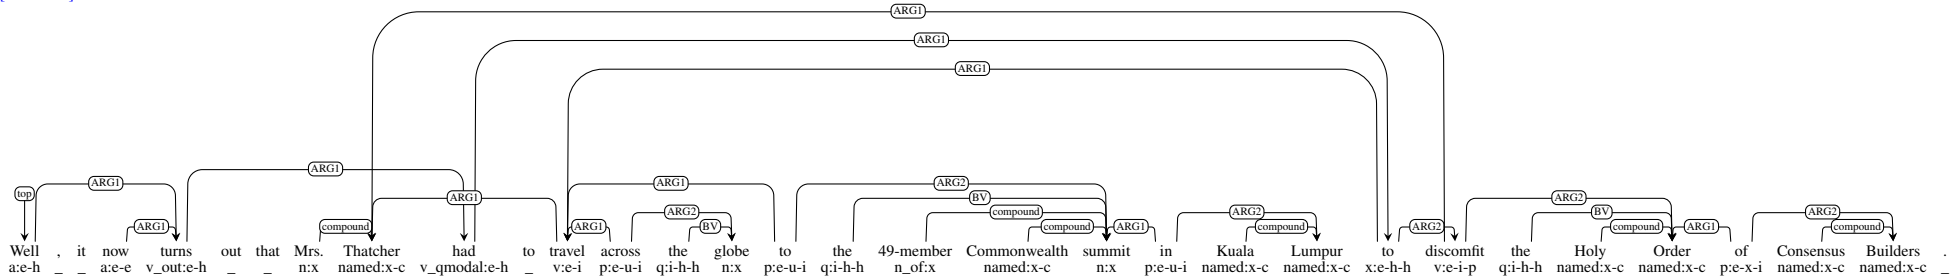 ARG1
ARG1
ARG1
ARG1
top ARG1 ARG1 ARG1 ARG2
ARG1 BV ARG2
ARG2 compound BV ARG2
ARG1 compound ARG1 BV compound ARG1 compound ARG2 compound ARG1 compound
Well , it now turns out that Mrs. Thatcher had to travel across the globe to the 49-member Commonwealth summit in Kuala Lumpur to discomfit the Holy Order of Consensus Builders .
a:e-h _ _ a:e-e v_out:e-h _ _ n:x named:x-c v_qmodal:e-h _ v:e-i p:e-u-i q:i-h-h n:x p:e-u-i q:i-h-h n_of:x named:x-c n:x p:e-u-i named:x-c named:x-c x:e-h-h v:e-i-p q:i-h-h named:x-c named:x-c p:e-x-i named:x-c named:x-c